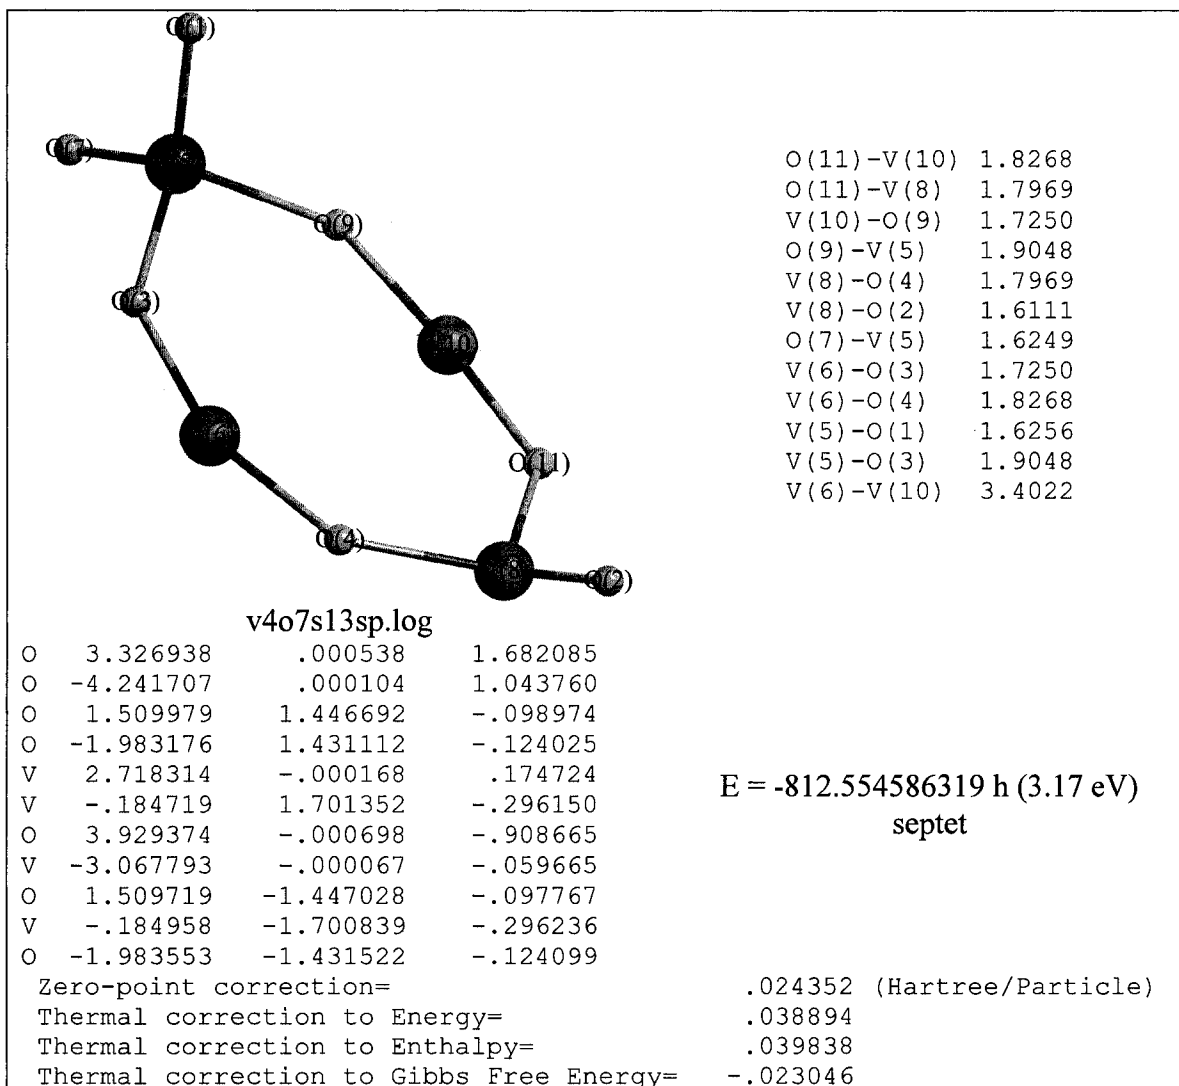 O(11)
O(11)-V(10) 1.8268
O(11)-V(8) 1.7969
V(10)-O(9) 1.7250
O(9)-V(5) 1.9048
V(8)-O(4) 1.7969
V(8)-O(2) 1.6111
O(7)-V(5) 1.6249
V(6)-O(3) 1.7250
V(6)-O(4) 1.8268
V(5)-O(1) 1.6256
V(5)-O(3) 1.9048
V(6)-V(10) 3.4022
v4o7s13sp.log
O 3.326938 .000538 1.682085
O -4.241707 .000104 1.043760
O 1.509979 1.446692 -.098974
O -1.983176 1.431112 -.124025
V 2.718314 -.000168 .174724
V -.184719 1.701352 -.296150
O 3.929374 -.000698 -.908665
V -3.067793 -.000067 -.059665
O 1.509719 -1.447028 -.097767
V -.184958 -1.700839 -.296236
O -1.983553 -1.431522 -.124099
E = -812.554586319 h (3.17 eV)
septet
Zero-point correction= .024352 (Hartree/Particle)
Thermal correction to Energy= .038894
Thermal correction to Enthalpy= .039838
Thermal correction to Gibbs Free Energy= -.023046